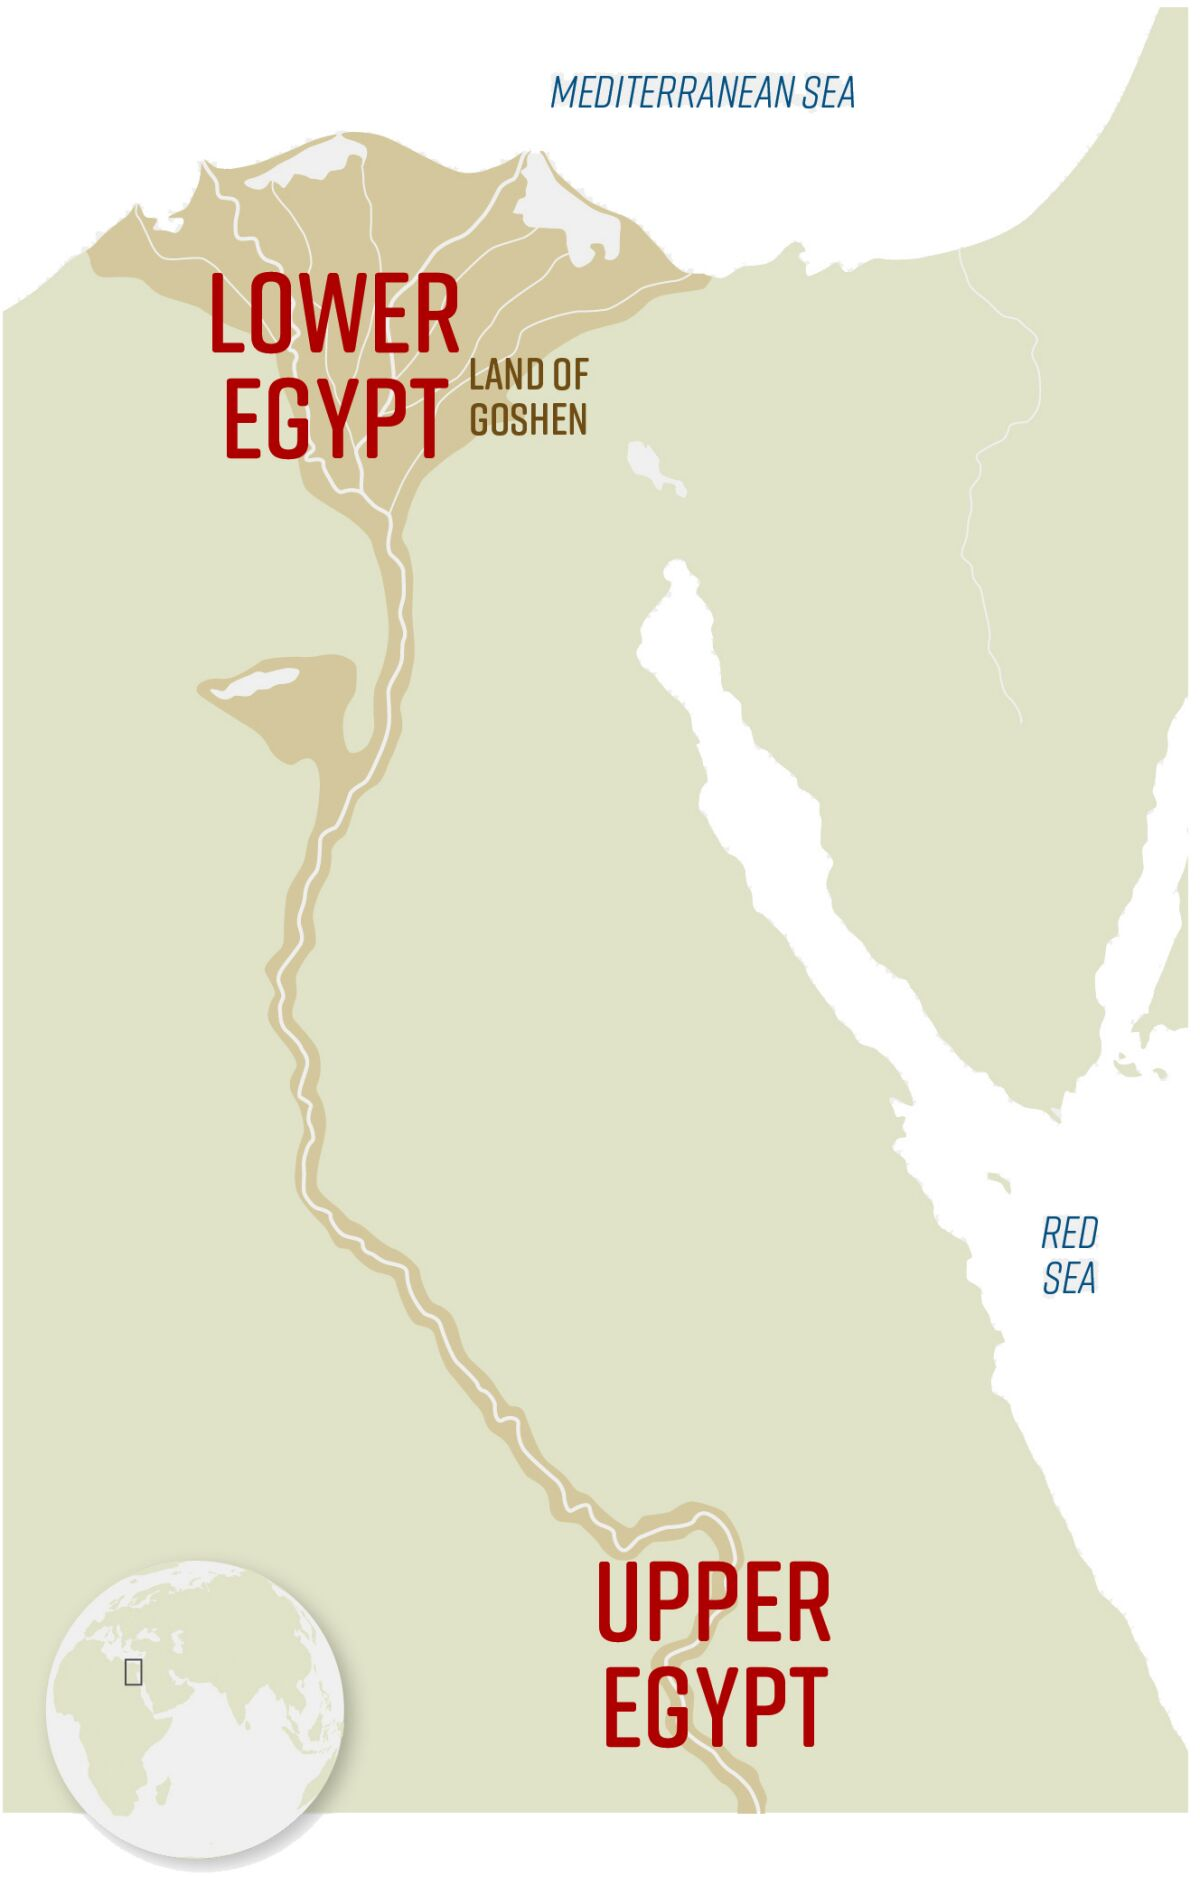 MEDITERRANEAN SEA
LOWER
EGYPT
LAND OF
GOSHEN
RED
SEA
UPPER
EGYPT